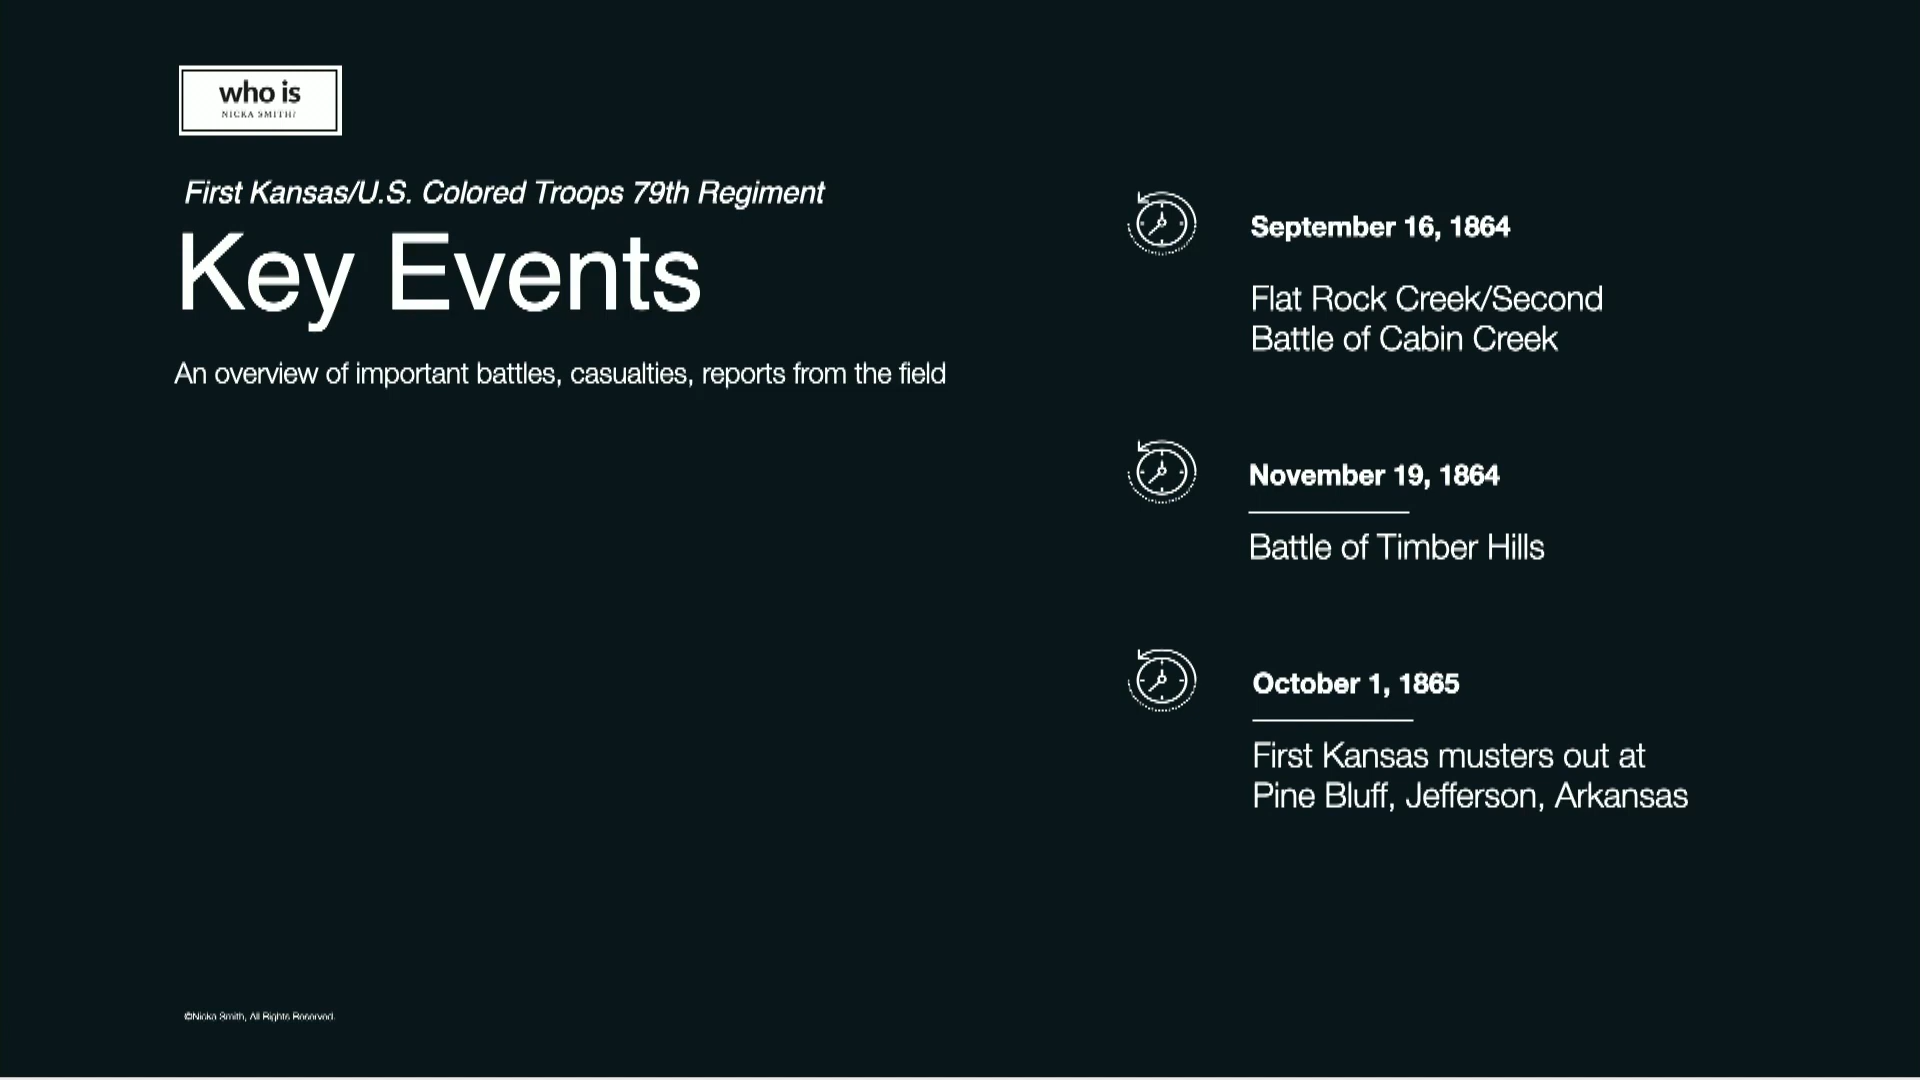 who is
NICKA SMITH?
First Kansas/U.S. Colored Troops 79th Regiment
Key Events
An overview of important battles, casualties, reports from the field
September 16, 1864
Flat Rock Creek/Second
Battle of Cabin Creek
November 19, 1864
Battle of Timber Hills
October 1, 1865
First Kansas musters out at
Pine Bluff, Jefferson, Arkansas
©Nicka Smith, All Rights Reserved.